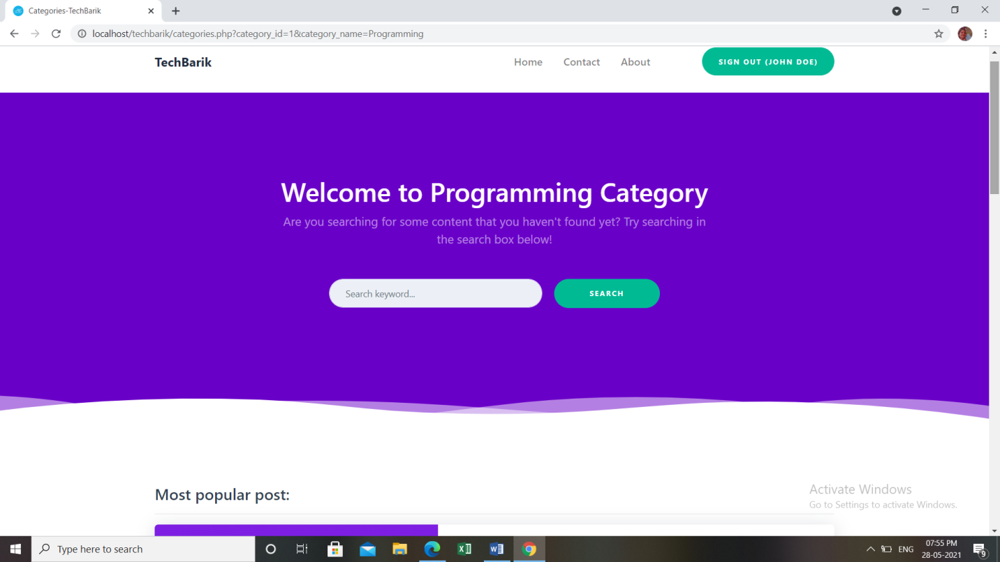 Categories-TechBarik
localhost/techbarik/categories.php?category_id=1&category_name=Programming
TechBarik
Home Contact About SIGN OUT (JOHN DOE)
Welcome to Programming Category
Are you searching for some content that you haven't found yet? Try searching in
the search box below!
Search keyword... SEARCH
Most popular post:
Activate Windows
Go to Settings to activate Windows.
Type here to search
ENG
07:55 PM
28-05-2021
9